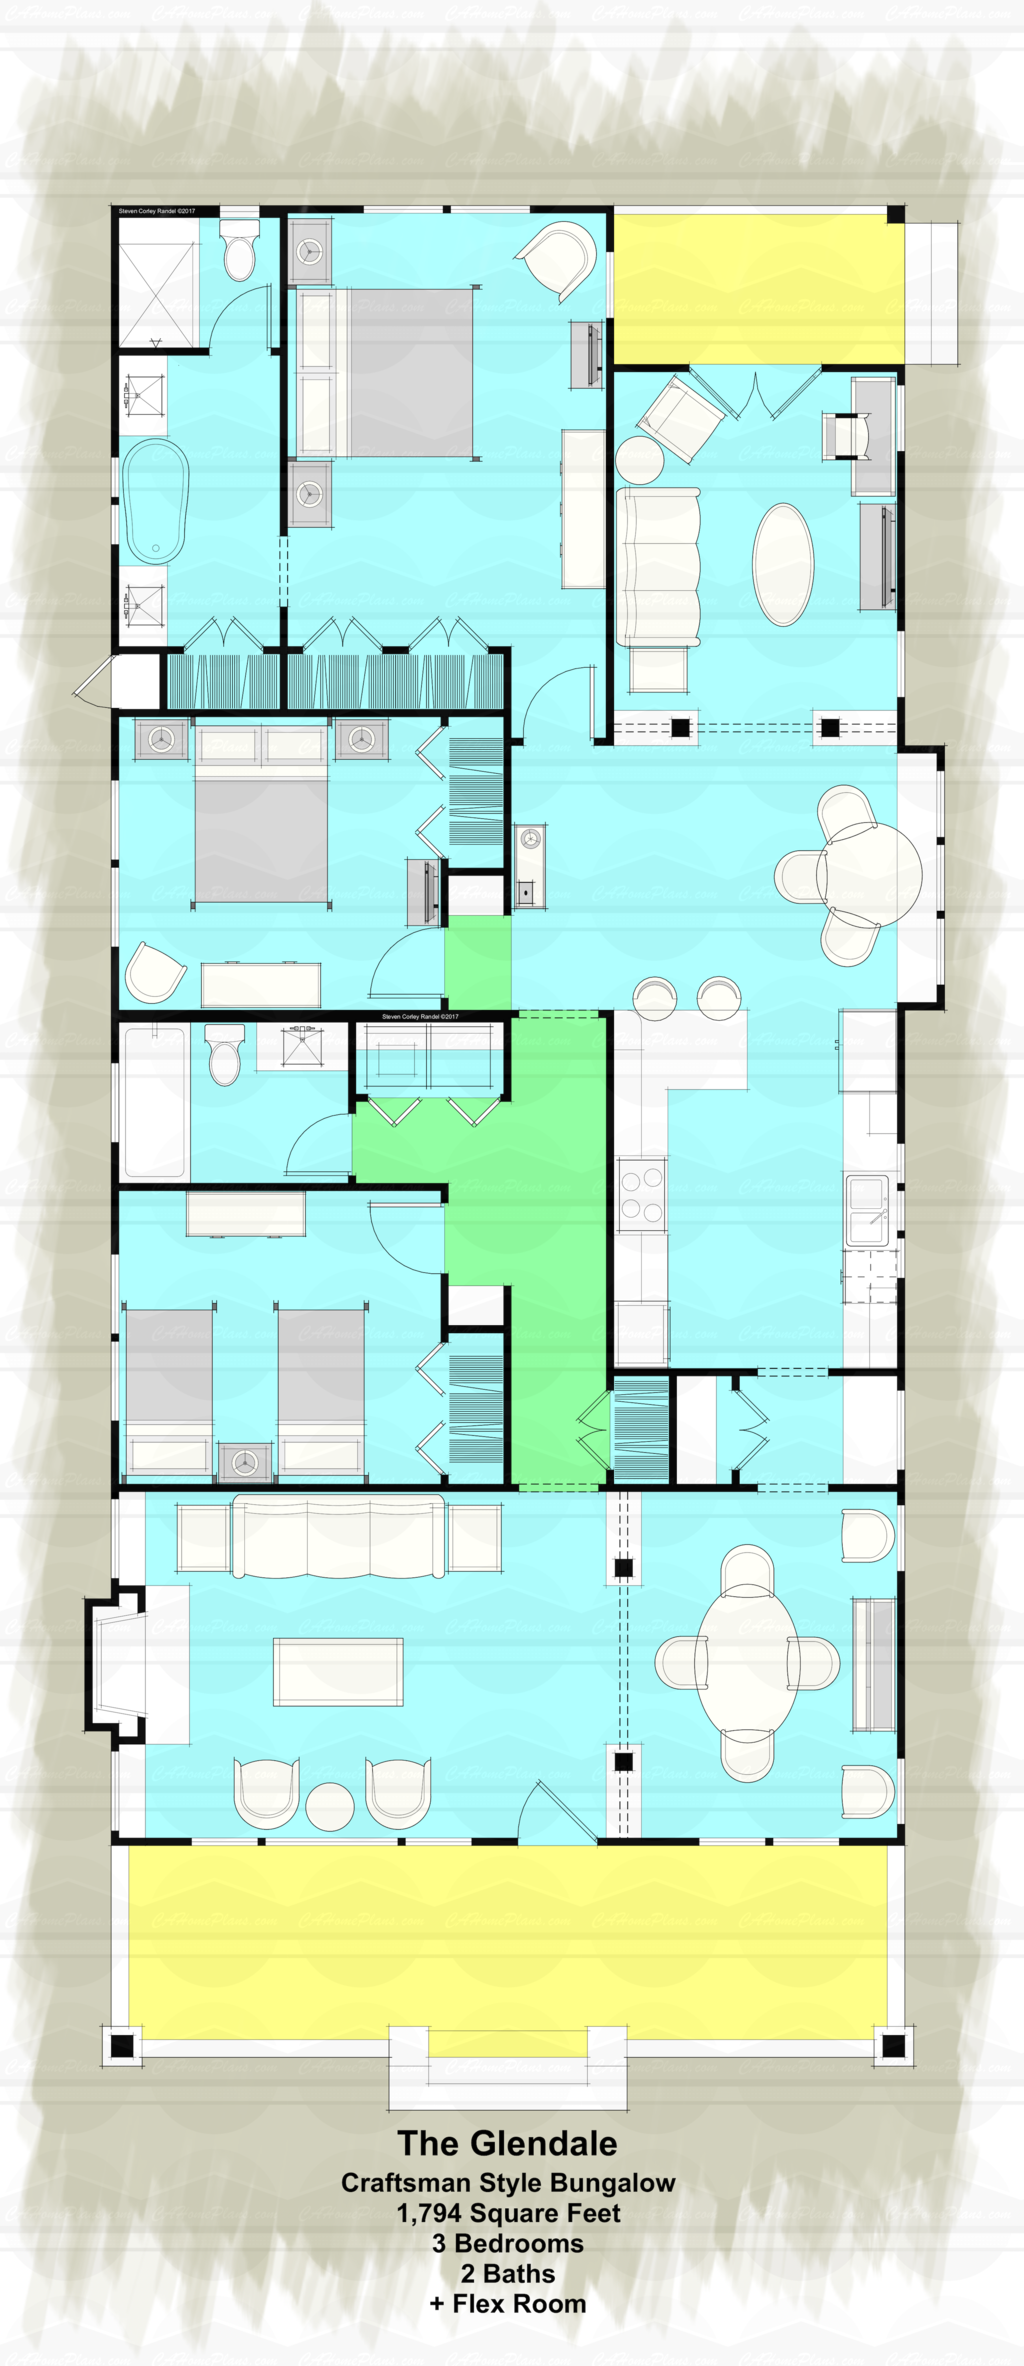 Steven Corley Randel ©2017
Steven Corley Randel ©2017
The Glendale
Craftsman Style Bungalow
1,794 Square Feet
3 Bedrooms
2 Baths
+ Flex Room